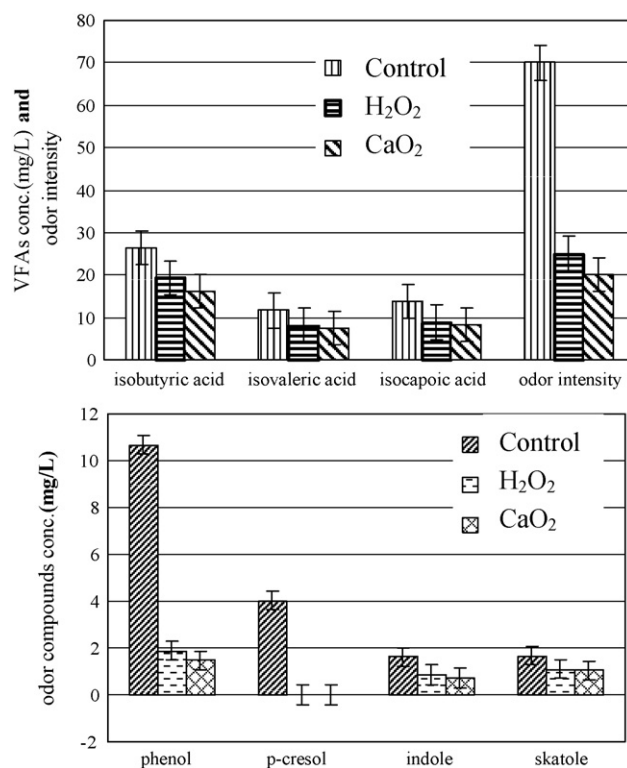 80
70
60
50
40
30
20
10
0
VFAs conc.(mg/L) and
odor intensity
Control
H₂O₂
CaO₂
isobutyric acid isovaleric acid isocapoic acid odor intensity
12
10
8
6
4
2
0
-2
odor compounds conc.(mg/L)
Control
H₂O₂
CaO₂
phenol p-cresol indole skatole